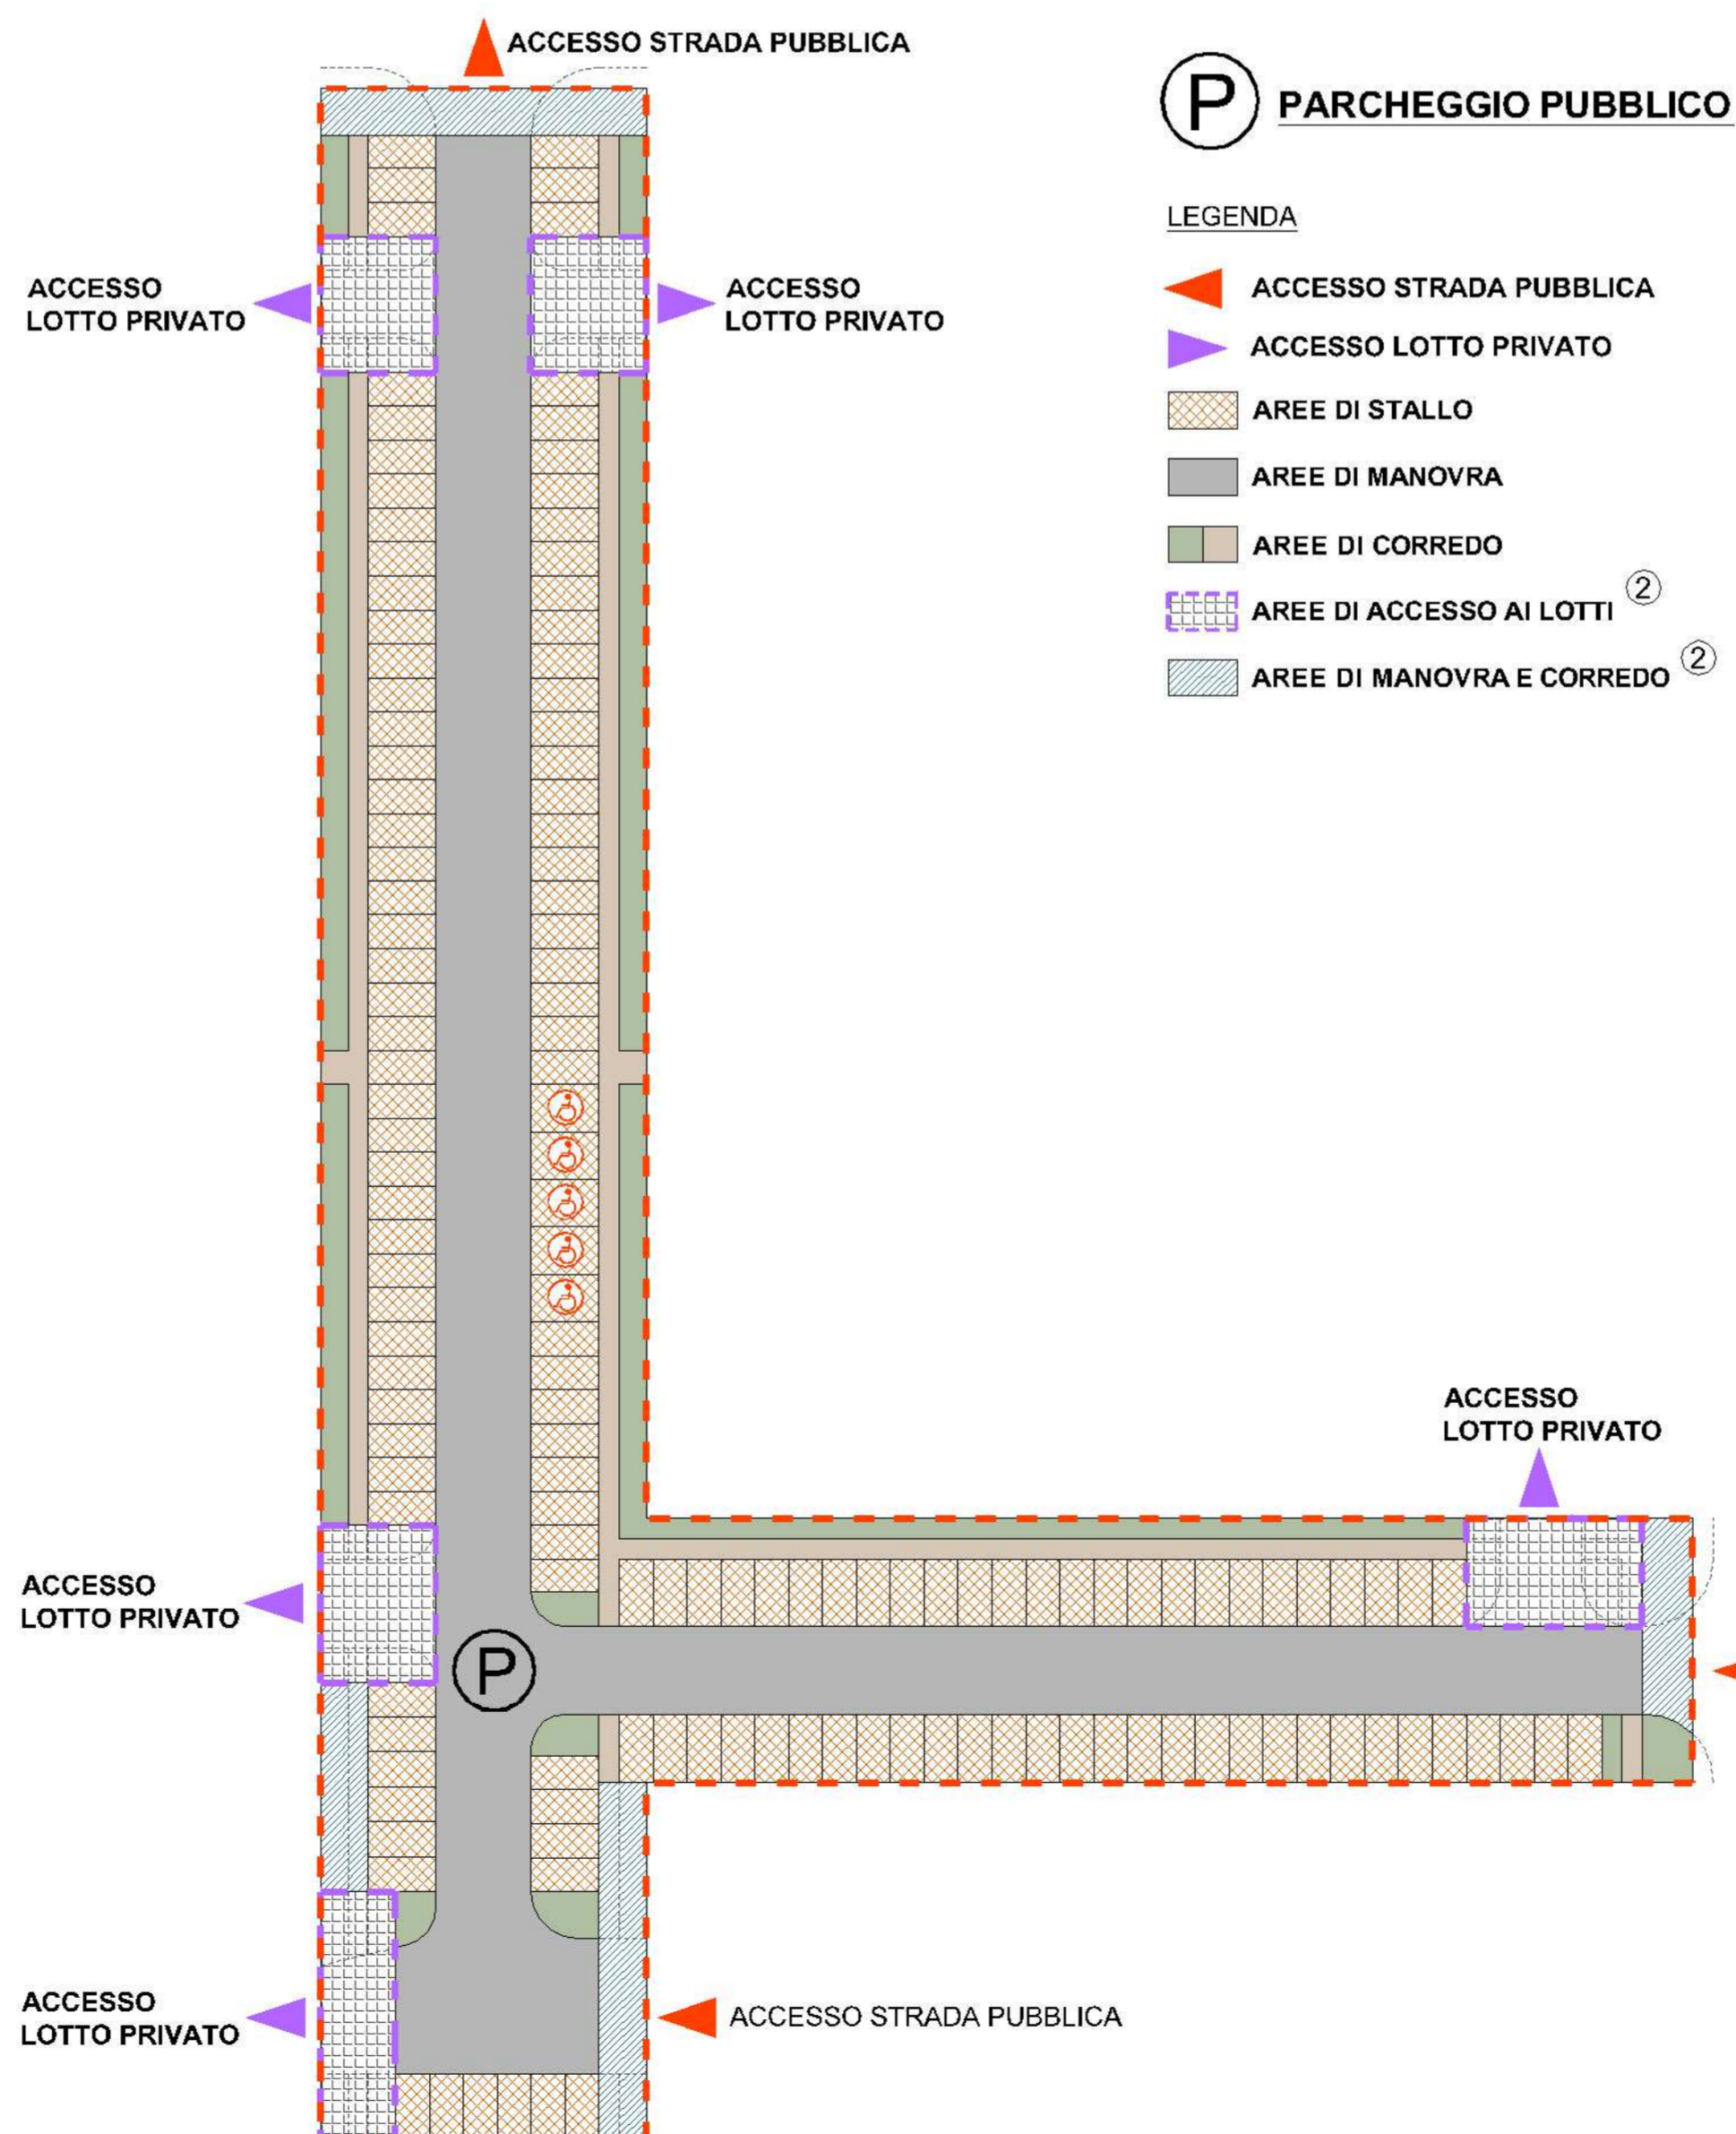 ACCESSO STRADA PUBBLICA
P PARCHEGGIO PUBBLICO
LEGENDA
ACCESSO STRADA PUBBLICA
ACCESSO LOTTO PRIVATO
AREE DI STALLO
AREE DI MANOVRA
AREE DI CORREDO
AREE DI ACCESSO AI LOTTI 2
AREE DI MANOVRA E CORREDO 2
ACCESSO
LOTTO PRIVATO
ACCESSO
LOTTO PRIVATO
ACCESSO
LOTTO PRIVATO
ACCESSO
LOTTO PRIVATO
P
ACCESSO
LOTTO PRIVATO
ACCESSO STRADA PUBBLICA